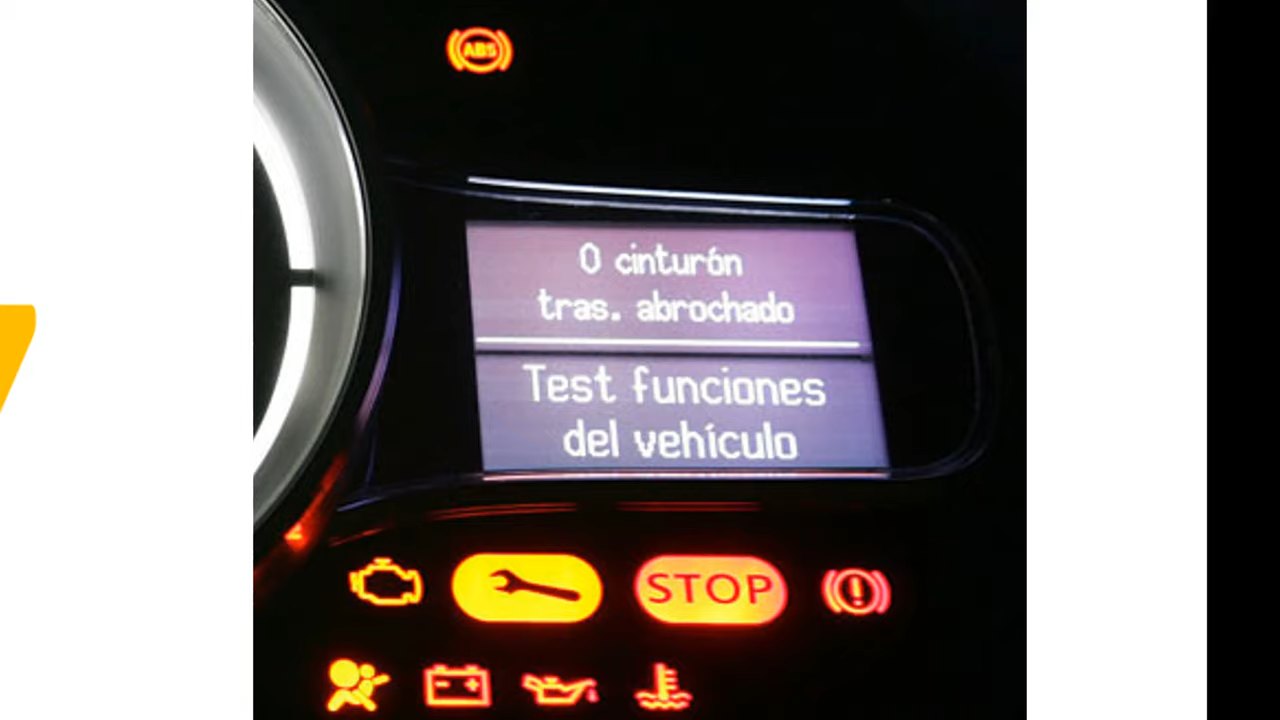 ABS
0 cinturón
tras. abrochado
Test funciones
del vehículo
STOP